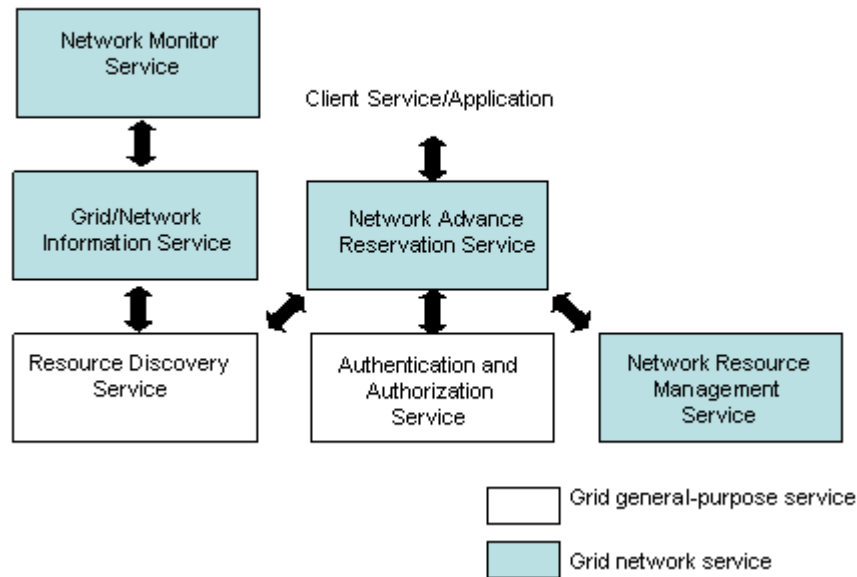 Network Monitor
Service
Client Service/Application
Grid/Network
Information Service
Network Advance
Reservation Service
Resource Discovery
Service
Authentication and
Authorization
Service
Network Resource
Management
Service
Grid general-purpose service
Grid network service